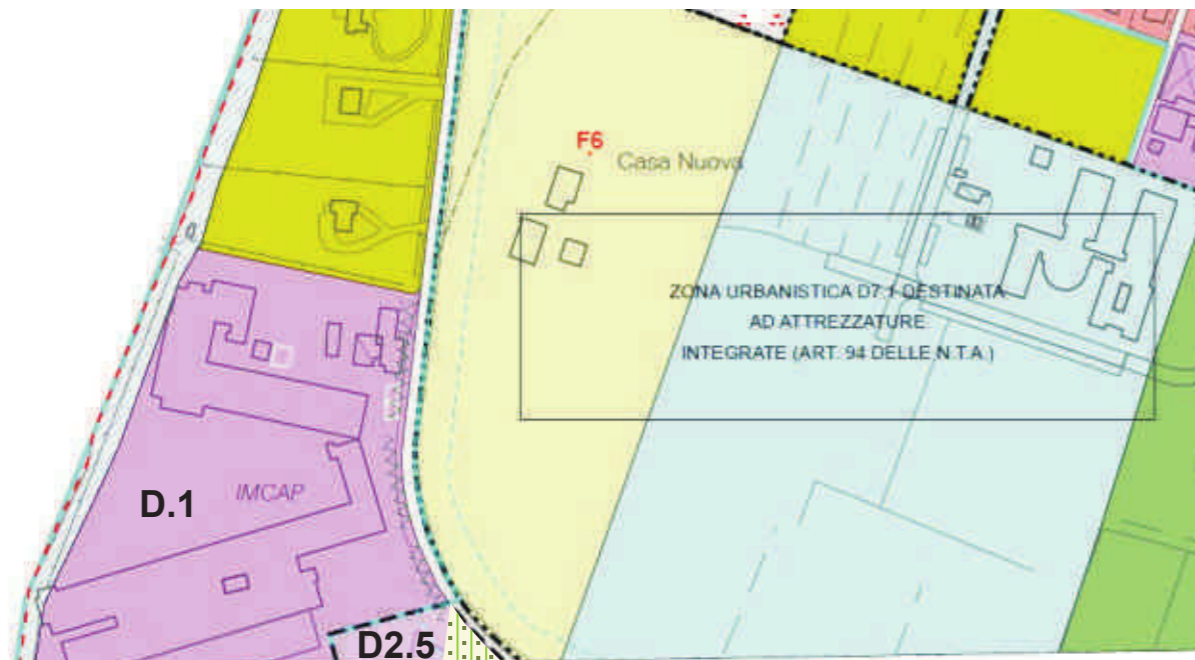 F6
Casa Nuova
ZONA URBANISTICA D7.1 DESTINATA
AD ATTREZZATURE
INTEGRATE (ART. 94 DELLE N.T.A.)
D.1
IMCAP
D2.5